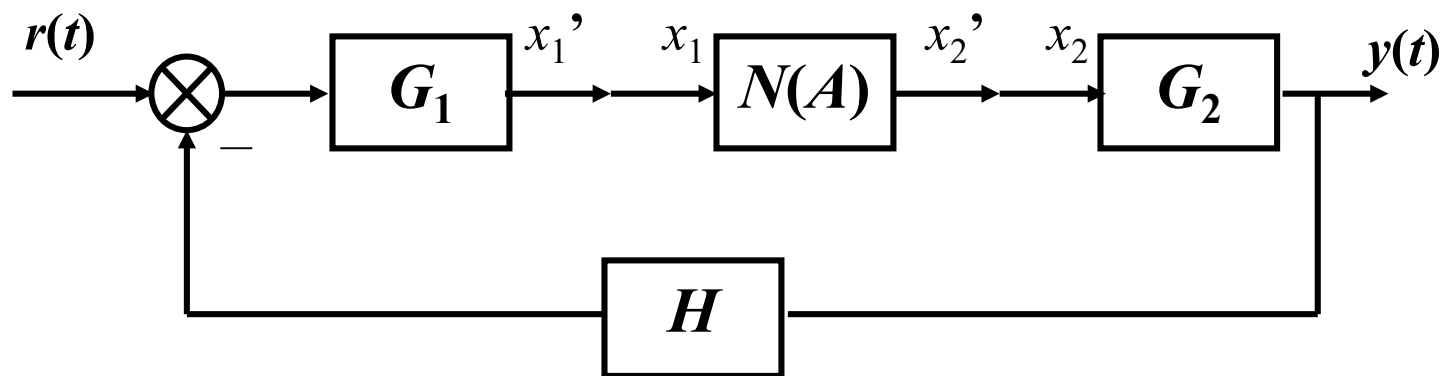 r(t) x₁’ x₁ x₂’ x₂ y(t)
G₁ N(A) G₂
–
H